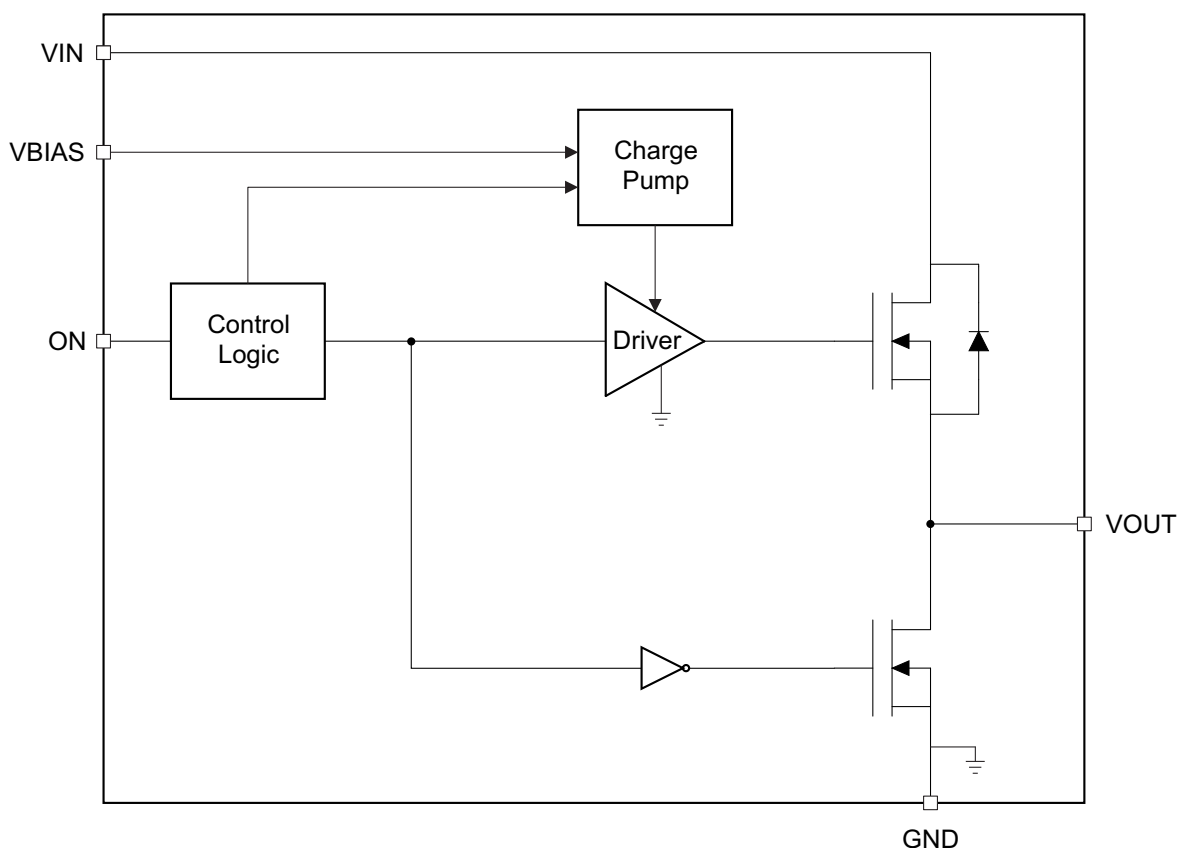 VIN
VBIAS
Charge
Pump
ON
Control
Logic
Driver
VOUT
GND